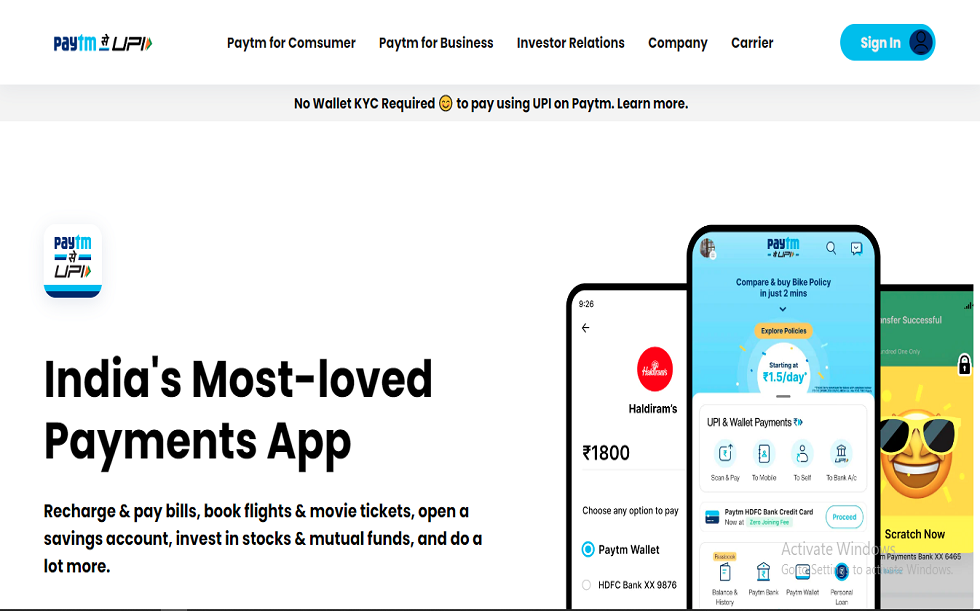 paytm से UPI
Paytm for Comsumer
Paytm for Business
Investor Relations
Company
Carrier
Sign In
No Wallet KYC Required 😊 to pay using UPI on Paytm. Learn more.
paytm
से
UPI
India's Most-loved
Payments App
Recharge & pay bills, book flights & movie tickets, open a
savings account, invest in stocks & mutual funds, and do a
lot more.
9:26
Haldiram's
Haldiram's
₹1800
Choose any option to pay
Paytm Wallet
HDFC Bank XX 9876
paytm
से UPI
Compare & buy Bike Policy
in just 2 mins
Explore Policies
Starting at
₹1.5/day*
UPI & Wallet Payments
Scan & Pay
To Mobile
To Self
UPI
To Bank A/c
Paytm HDFC Bank Credit Card
Now at Zero Joining Fee
Proceed
Passbook
Balance &
History
Paytm Bank
Paytm Wallet
Personal
Loan
nsfer Successful
One Only
Scratch Now
m Payments Bank XX 6465
Activate Windows
Go to Settings to activate Windows.